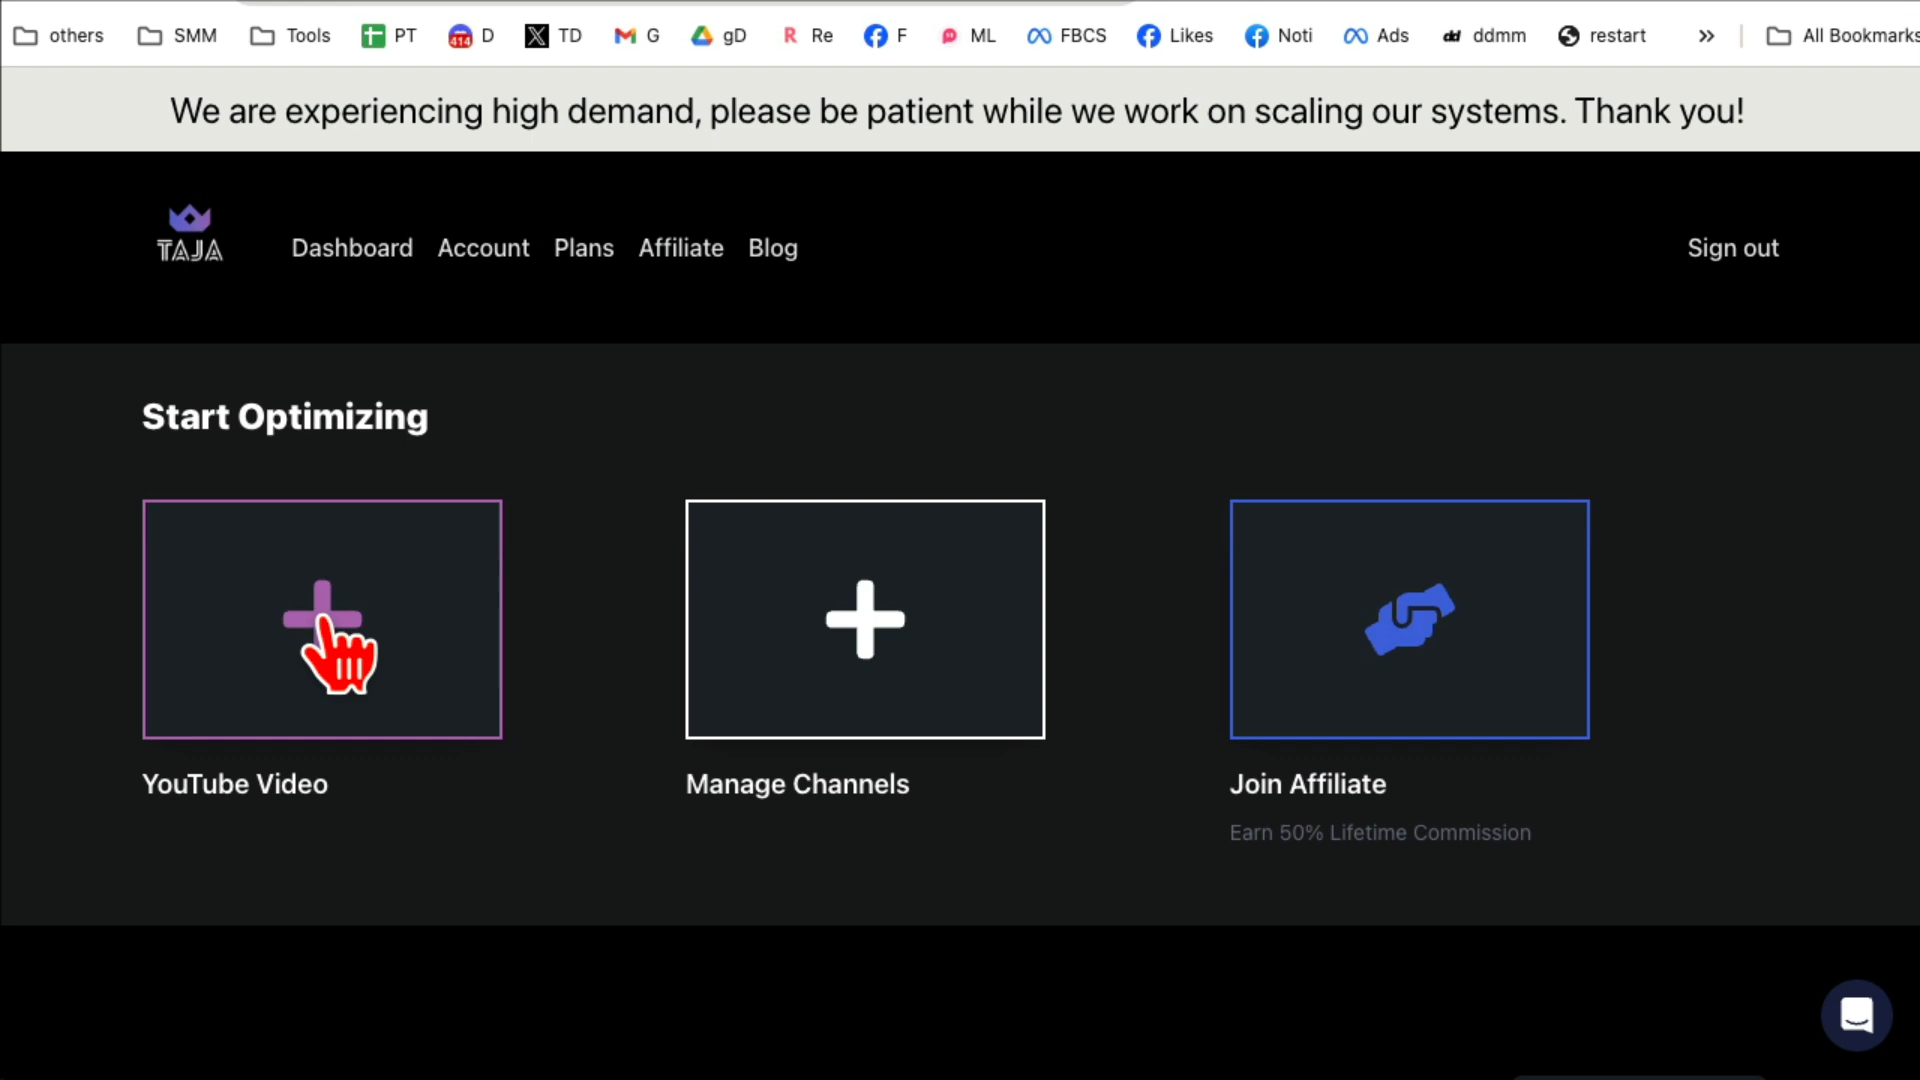 others SMM Tools PT 414 D TD G gD R Re F ML FBCS Likes Noti Ads dd ddmm restart All Bookmarks
We are experiencing high demand, please be patient while we work on scaling our systems. Thank you!
TAJA Dashboard Account Plans Affiliate Blog Sign out
Start Optimizing
YouTube Video Manage Channels Join Affiliate
Earn 50% Lifetime Commission